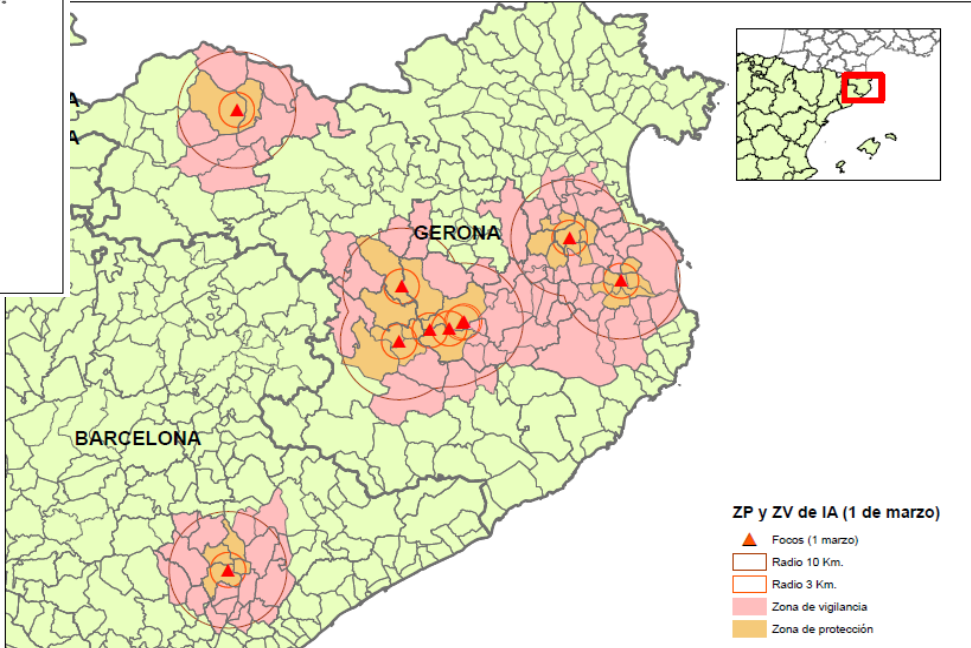 A
A
GERONA
BARCELONA
ZP y ZV de IA (1 de marzo)
Focos (1 marzo)
Radio 10 Km.
Radio 3 Km.
Zona de vigilancia
Zona de protección